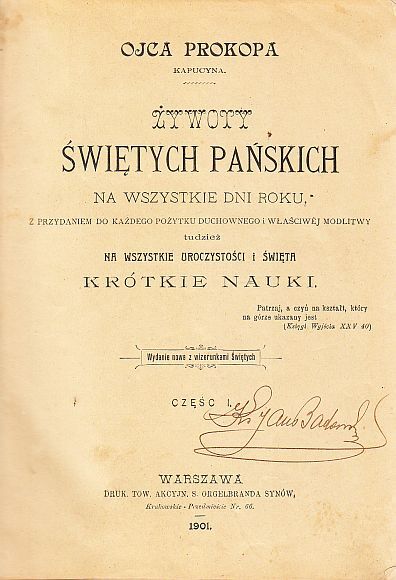 OJCA PROKOPA
KAPUCYNA.
ŻYWOTY
ŚWIĘTYCH PAŃSKICH
NA WSZYSTKIE DNI ROKU,
Z PRZYDANIEM DO KAŻDEGO POŻYTKU DUCHOWNEGO i WŁAŚCIWÉJ MODLITWY
tudzież
NA WSZYSTKIE UROCZYSTOŚCI i ŚWIĘTA
KRÓTKIE NAUKI.
Patrzaj, a czyń na kształt, który
na górze ukazany jest
(Księgi Wyjścia XXV 40)
Wydanie nowe z wizerunkami Świętych
CZĘŚĆ I.
WARSZAWA
DRUK. TOW. AKCYJN. S. ORGELBRANDA SYNÓW,
Krakowskie-Przedmieście Nr. 66.
1901.